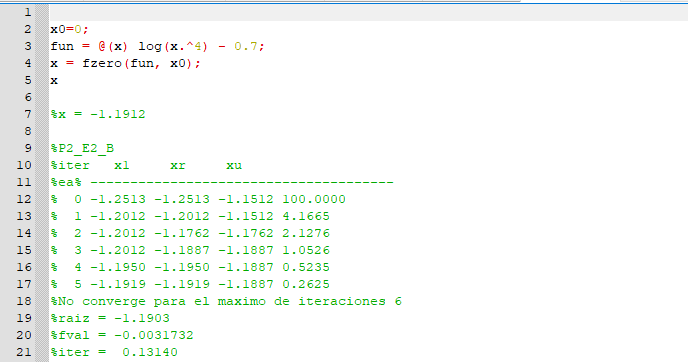 1
2 x0=0;
3 fun = @(x) log(x.^4) - 0.7;
4 x = fzero(fun, x0);
5 x
6
7 %x = -1.1912
8
9 %P2_E2_B
10 %iter   xl     xr     xu
11 %ea% --------------------------------------
12 %  0 -1.2513 -1.2513 -1.1512 100.0000
13 %  1 -1.2012 -1.2012 -1.1512 4.1665
14 %  2 -1.2012 -1.1762 -1.1762 2.1276
15 %  3 -1.2012 -1.1887 -1.1887 1.0526
16 %  4 -1.1950 -1.1950 -1.1887 0.5235
17 %  5 -1.1919 -1.1919 -1.1887 0.2625
18 %No converge para el maximo de iteraciones 6
19 %raiz = -1.1903
20 %fval = -0.0031732
21 %iter =  0.13140